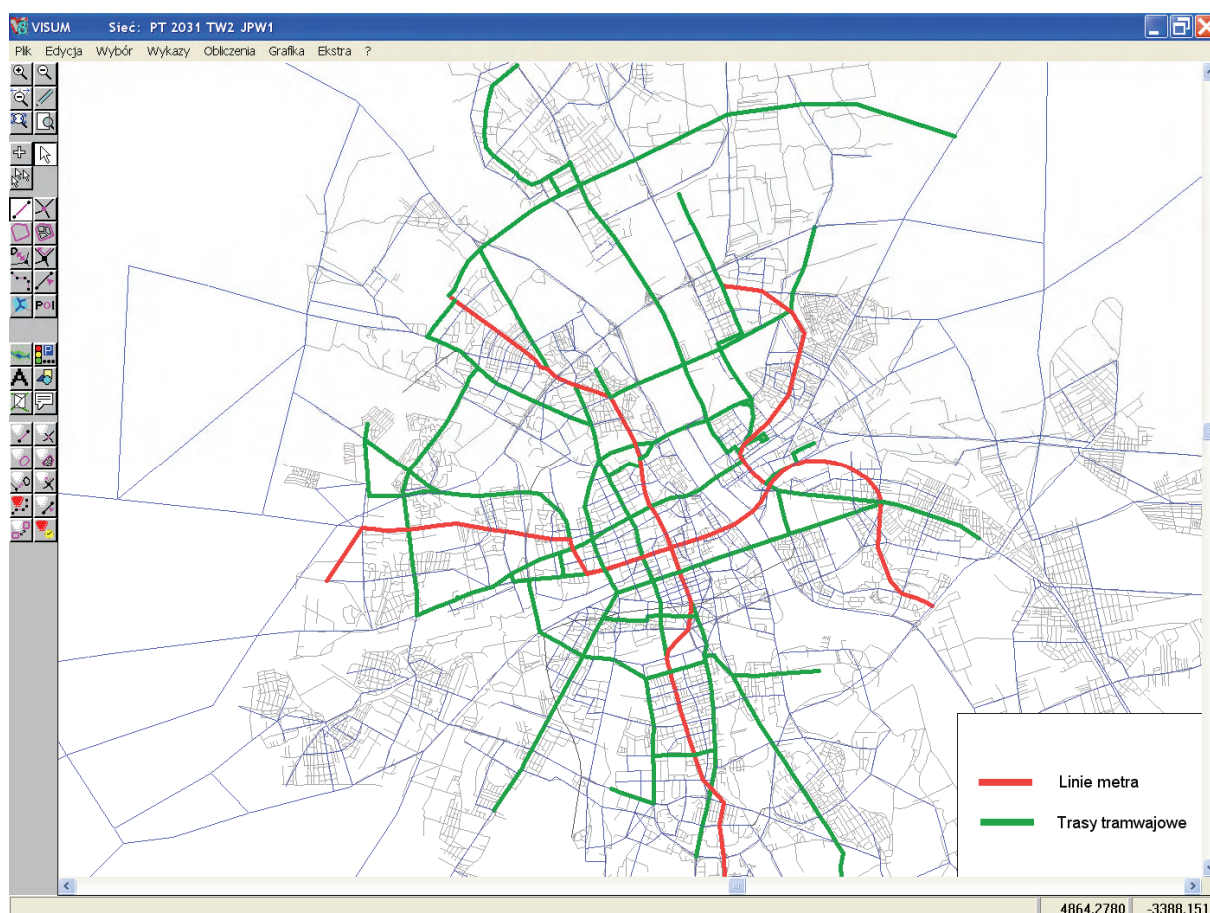 VISUM Sieć: PT 2031 TW2 JPW1
Plik Edycja Wybór Wykazy Obliczenia Grafika Ekstra ?
POI
A
Linie metra
Trasy tramwajowe
4864.2780 -3388.151